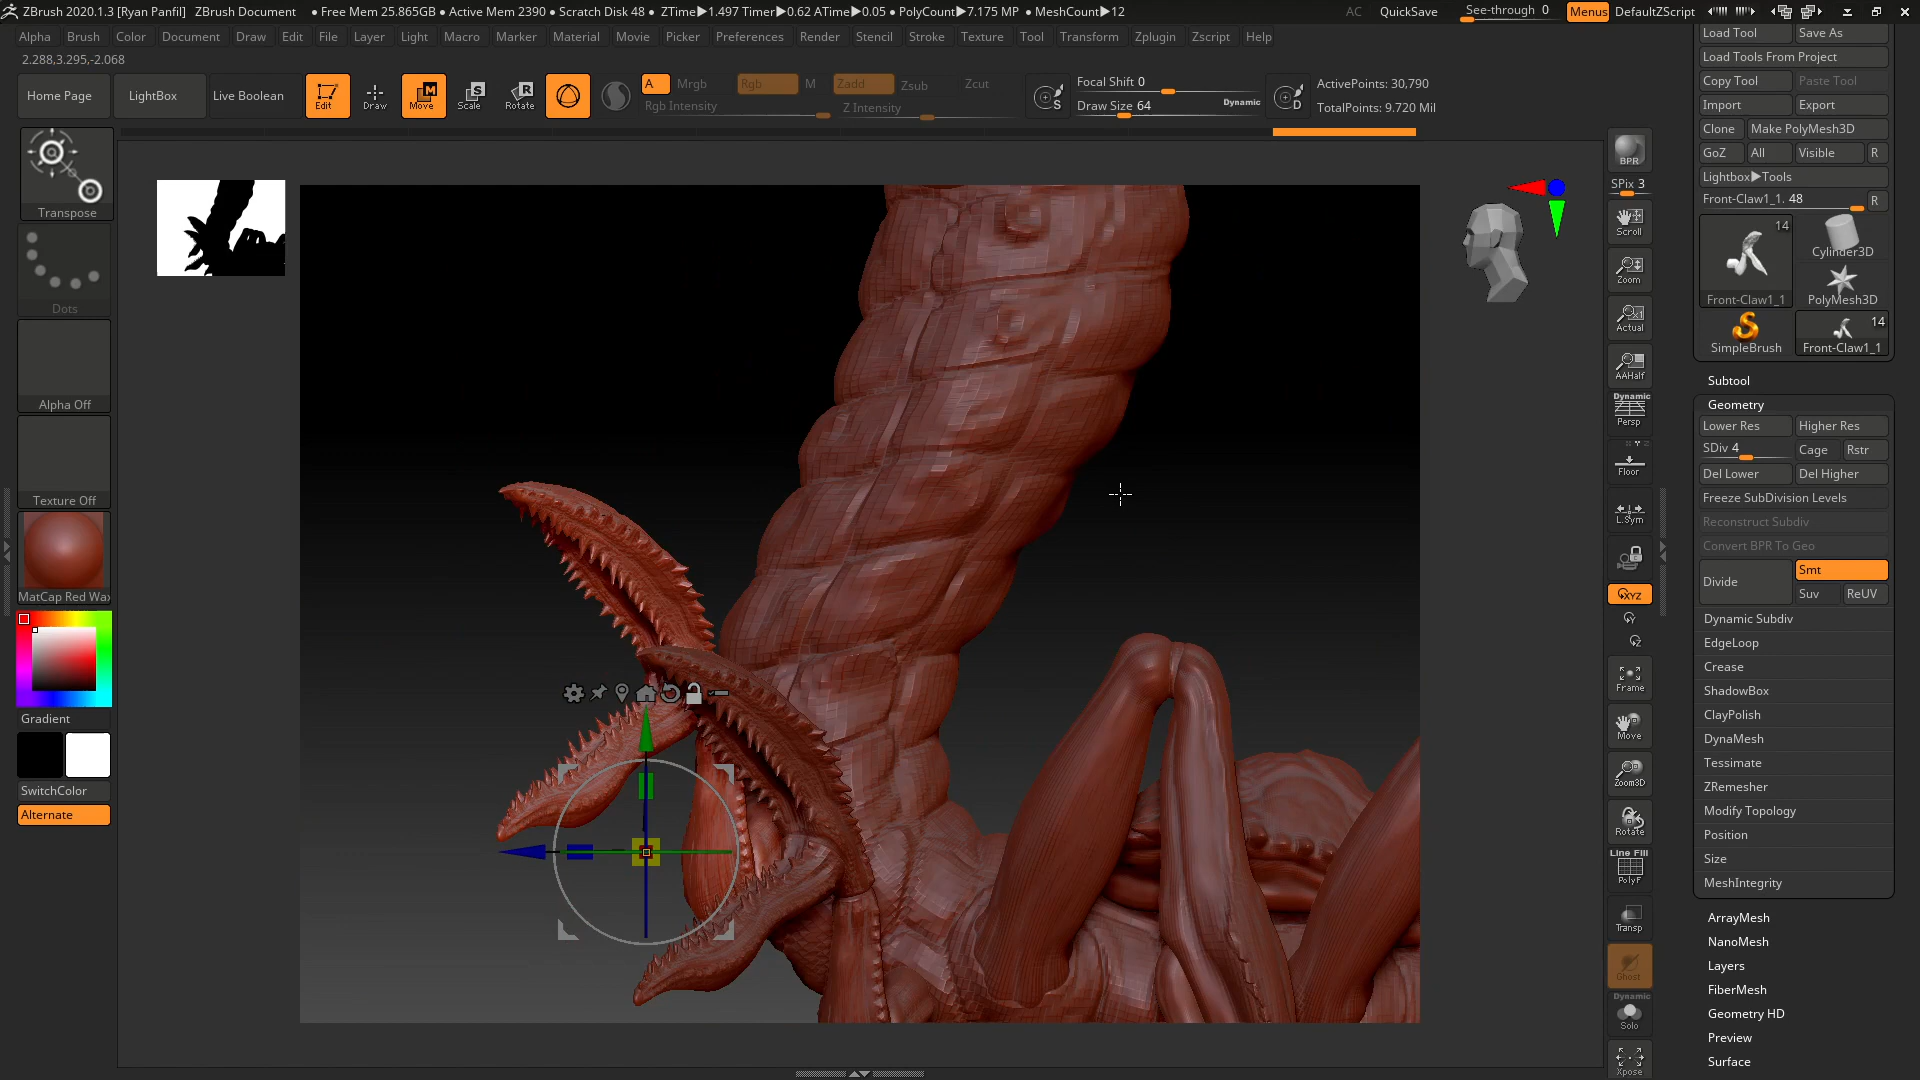 ZBrush 2020.1.3 [Ryan Panfil] ZBrush Document • Free Mem 25.865GB • Active Mem 2390 • Scratch Disk 48 • ZTime▶1.497 Timer▶0.62 ATime▶0.05 • PolyCount▶7.175 MP • MeshCount▶12 AC QuickSave See-through 0 Menus DefaultZScript
Alpha Brush Color Document Draw Edit File Layer Light Macro Marker Material Movie Picker Preferences Render Stencil Stroke Texture Tool Transform Zplugin Zscript Help
2.288,3.295,-2.068
Home Page LightBox Live Boolean Edit Draw Move Scale Rotate
A Mrgb Rgb M Zadd Zsub Zcut
Rgb Intensity Z Intensity
Focal Shift 0
Draw Size 64 Dynamic
S
D
ActivePoints: 30,790
TotalPoints: 9.720 Mil
Transpose
Dots
Alpha Off
Texture Off
MatCap Red Wax
Gradient
SwitchColor
Alternate
BPR
SPix 3
Scroll
Zoom
Actual
AAHalf
Dynamic
Persp
Floor
L.Sym
XYZ
Y
Z
Frame
Move
Zoom3D
Rotate
Line Fill
PolyF
Transp
Ghost
Dynamic
Solo
Xpose
Load Tool Save As
Load Tools From Project
Copy Tool Paste Tool
Import Export
Clone Make PolyMesh3D
GoZ All Visible R
Lightbox▶Tools
Front-Claw1_1. 48 R
14
Cylinder3D
Front-Claw1_1 PolyMesh3D
14
SimpleBrush Front-Claw1_1
Subtool
Geometry
Lower Res Higher Res
SDiv 4 Cage Rstr
Del Lower Del Higher
Freeze SubDivision Levels
Reconstruct Subdiv
Convert BPR To Geo
Divide Smt
Suv ReUV
Dynamic Subdiv
EdgeLoop
Crease
ShadowBox
ClayPolish
DynaMesh
Tessimate
ZRemesher
Modify Topology
Position
Size
MeshIntegrity
ArrayMesh
NanoMesh
Layers
FiberMesh
Geometry HD
Preview
Surface